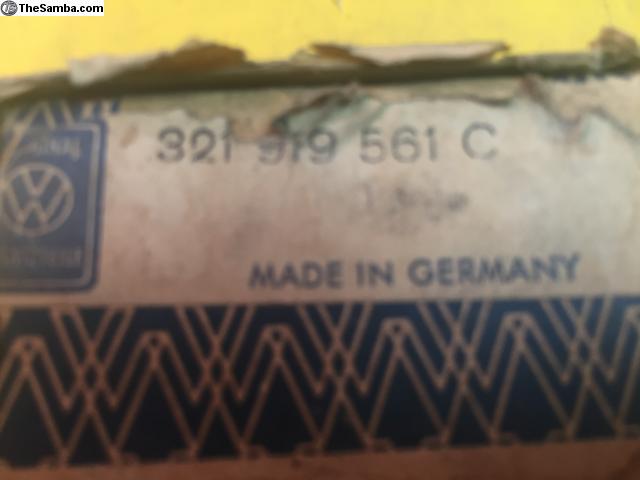 TheSamba.com
321 919 561 C
MADE IN GERMANY